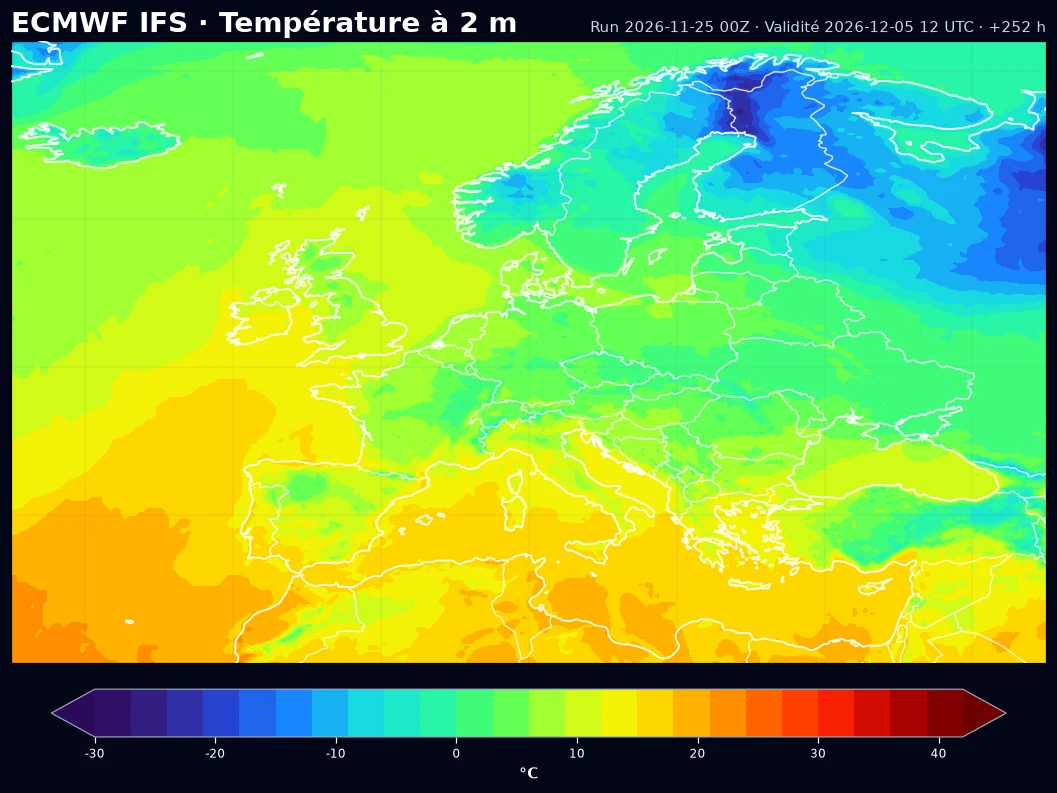 ECMWF IFS · Température à 2 m
Run 2026-11-25 00Z · Validité 2026-12-05 12 UTC · +252 h
-30 -20 -10 0 10 20 30 40
°C